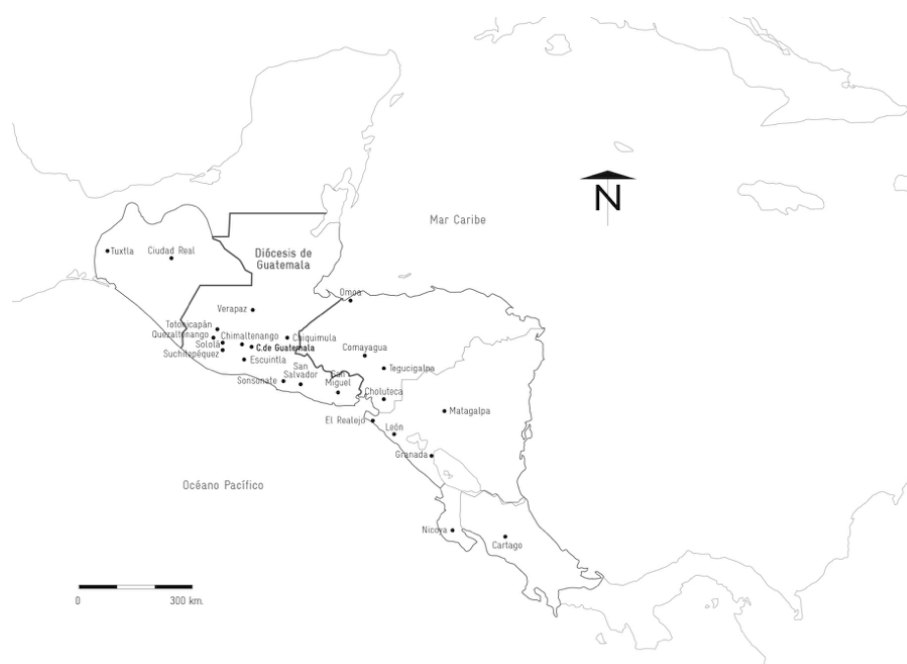 Mar Caribe
N
Tuxtla
Ciudad Real
Diócesis de
Guatemala
Omoa
Verapaz
Totonicapán
Quezaltenango
Chimaltenango
Chiquimula
Sololá
C.de Guatemala
Suchitepéquez
Escuintla
Comayagua
Tegucigalpa
San
Salvador
San
Miguel
Sonsonate
Choluteca
Matagalpa
El Realejo
León
Granada
Océano Pacífico
Nicoya
Cartago
0
300 km.